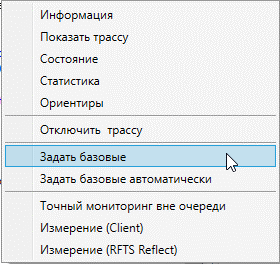 Информация
Показать трассу
Состояние
Статистика
Ориентиры
Отключить трассу
Задать базовые
Задать базовые автоматически
Точный мониторинг вне очереди
Измерение (Client)
Измерение (RFTS Reflect)